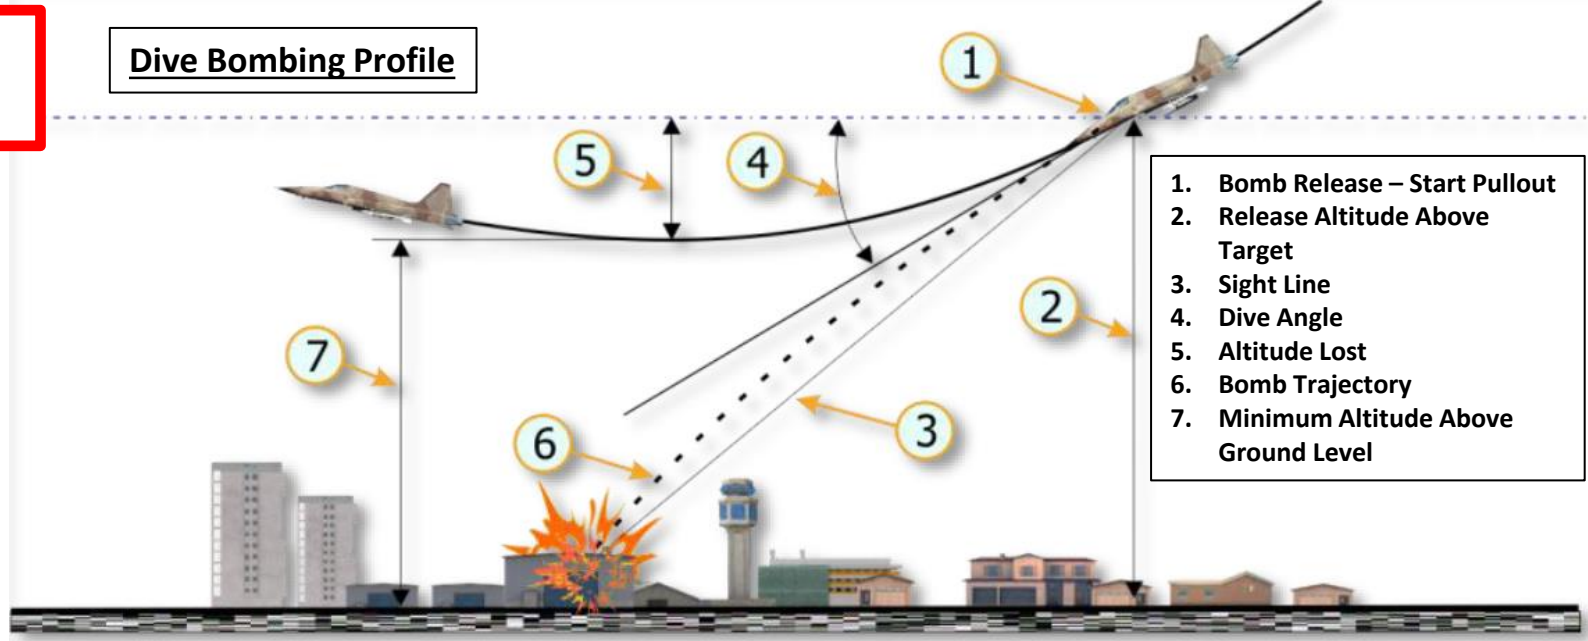 Dive Bombing Profile
1
5
4
1. Bomb Release – Start Pullout
2. Release Altitude Above
Target
3. Sight Line
4. Dive Angle
5. Altitude Lost
6. Bomb Trajectory
7. Minimum Altitude Above
Ground Level
2
7
3
6